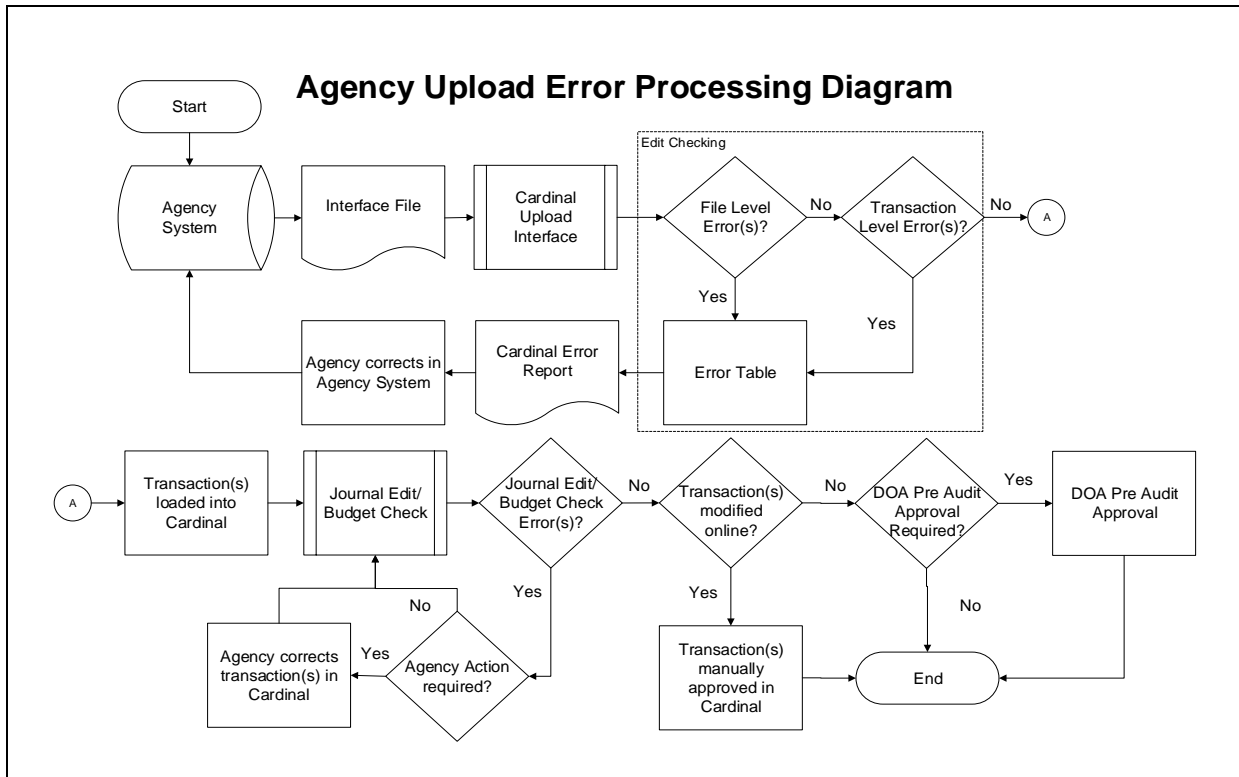 Agency Upload Error Processing Diagram
Start
Edit Checking
Agency
System
Interface File
Cardinal
Upload
Interface
File Level
Error(s)?
No
Transaction
Level Error(s)?
No
A
Yes
Yes
Agency corrects in
Agency System
Cardinal Error
Report
Error Table
A
Transaction(s)
loaded into
Cardinal
Journal Edit/
Budget Check
Journal Edit/
Budget Check
Error(s)?
No
Transaction(s)
modified
online?
No
DOA Pre Audit
Approval
Required?
Yes
DOA Pre Audit
Approval
No
Yes
Yes
No
Agency corrects
transaction(s) in
Cardinal
Yes
Agency Action
required?
Transaction(s)
manually
approved in
Cardinal
End